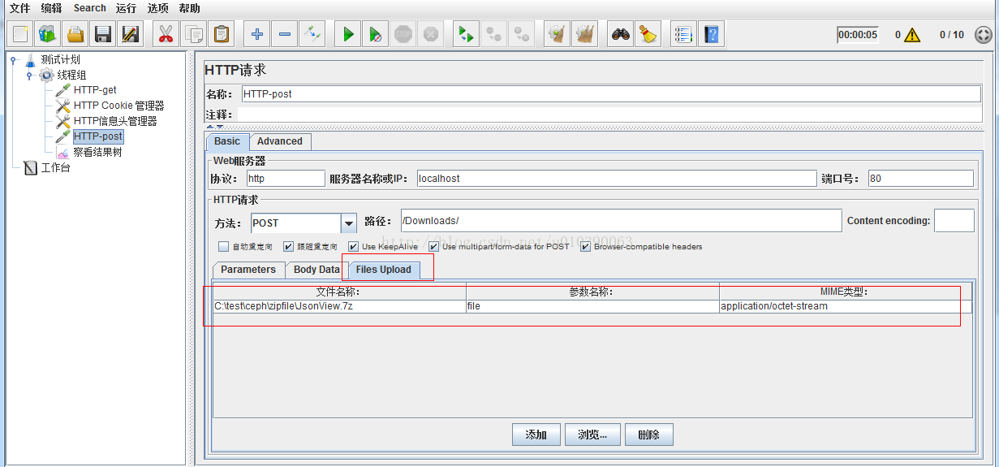 文件 编辑 Search 运行 选项 帮助
STOP 00:00:05 0 0 / 10 ?
测试计划
线程组
HTTP-get
HTTP Cookie 管理器
HTTP信息头管理器
HTTP-post
察看结果树
工作台
HTTP请求
名称： HTTP-post
注释：
Basic Advanced
Web服务器
协议： http 服务器名称或IP： localhost 端口号： 80
HTTP请求
方法： POST 路径： /Downloads/ Content encoding:
http://blog.csdn.net/u010390063
自动重定向 跟随重定向 Use KeepAlive Use multipart/form-data for POST Browser-compatible headers
Parameters Body Data Files Upload
文件名称： 参数名称： MIME类型：
C:\test\ceph\zipfile\JsonView.7z file application/octet-stream
添加 浏览... 删除